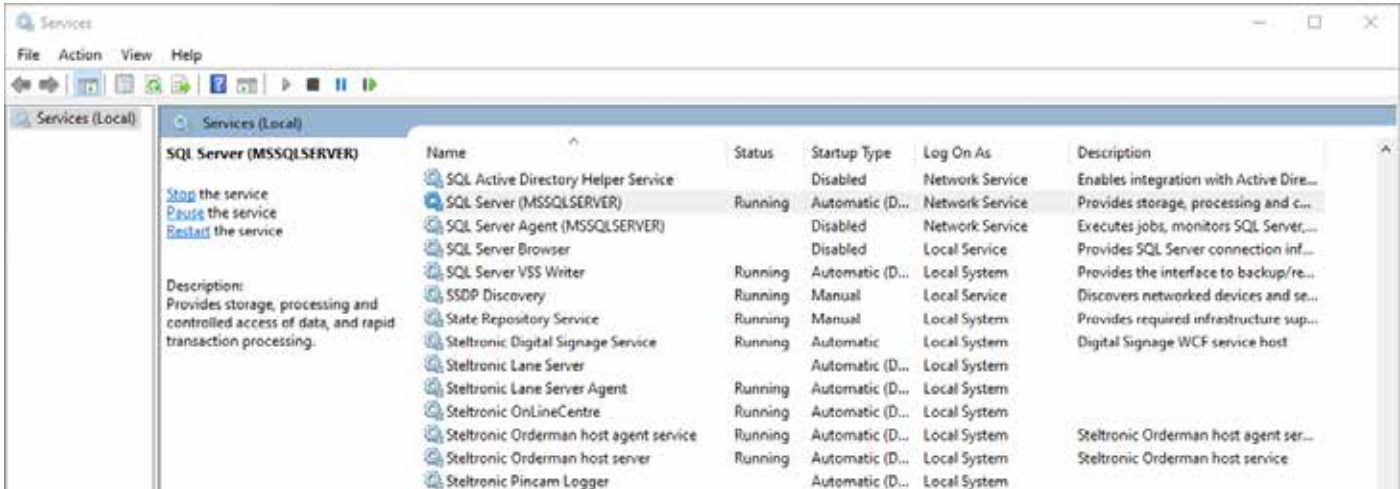 Services
File Action View Help
Services (Local)
Services (Local)
SQL Server (MSSQLSERVER)
Stop the service
Pause the service
Restart the service
Description:
Provides storage, processing and
controlled access of data, and rapid
transaction processing.
Name Status Startup Type Log On As Description
SQL Active Directory Helper Service Disabled Network Service Enables integration with Active Dire...
SQL Server (MSSQLSERVER) Running Automatic (D... Network Service Provides storage, processing and c...
SQL Server Agent (MSSQLSERVER) Disabled Network Service Executes jobs, monitors SQL Server,...
SQL Server Browser Disabled Local Service Provides SQL Server connection inf...
SQL Server VSS Writer Running Automatic (D... Local System Provides the interface to backup/re...
SSDP Discovery Running Manual Local Service Discovers networked devices and se...
State Repository Service Running Manual Local System Provides required infrastructure sup...
Steltronic Digital Signage Service Running Automatic Local System Digital Signage WCF service host
Steltronic Lane Server Automatic (D... Local System
Steltronic Lane Server Agent Running Automatic (D... Local System
Steltronic OnLineCentre Running Automatic (D... Local System
Steltronic Orderman host agent service Running Automatic (D... Local System Steltronic Orderman host agent ser...
Steltronic Orderman host server Running Automatic (D... Local System Steltronic Orderman host service
Steltronic Pincam Logger Automatic (D... Local System